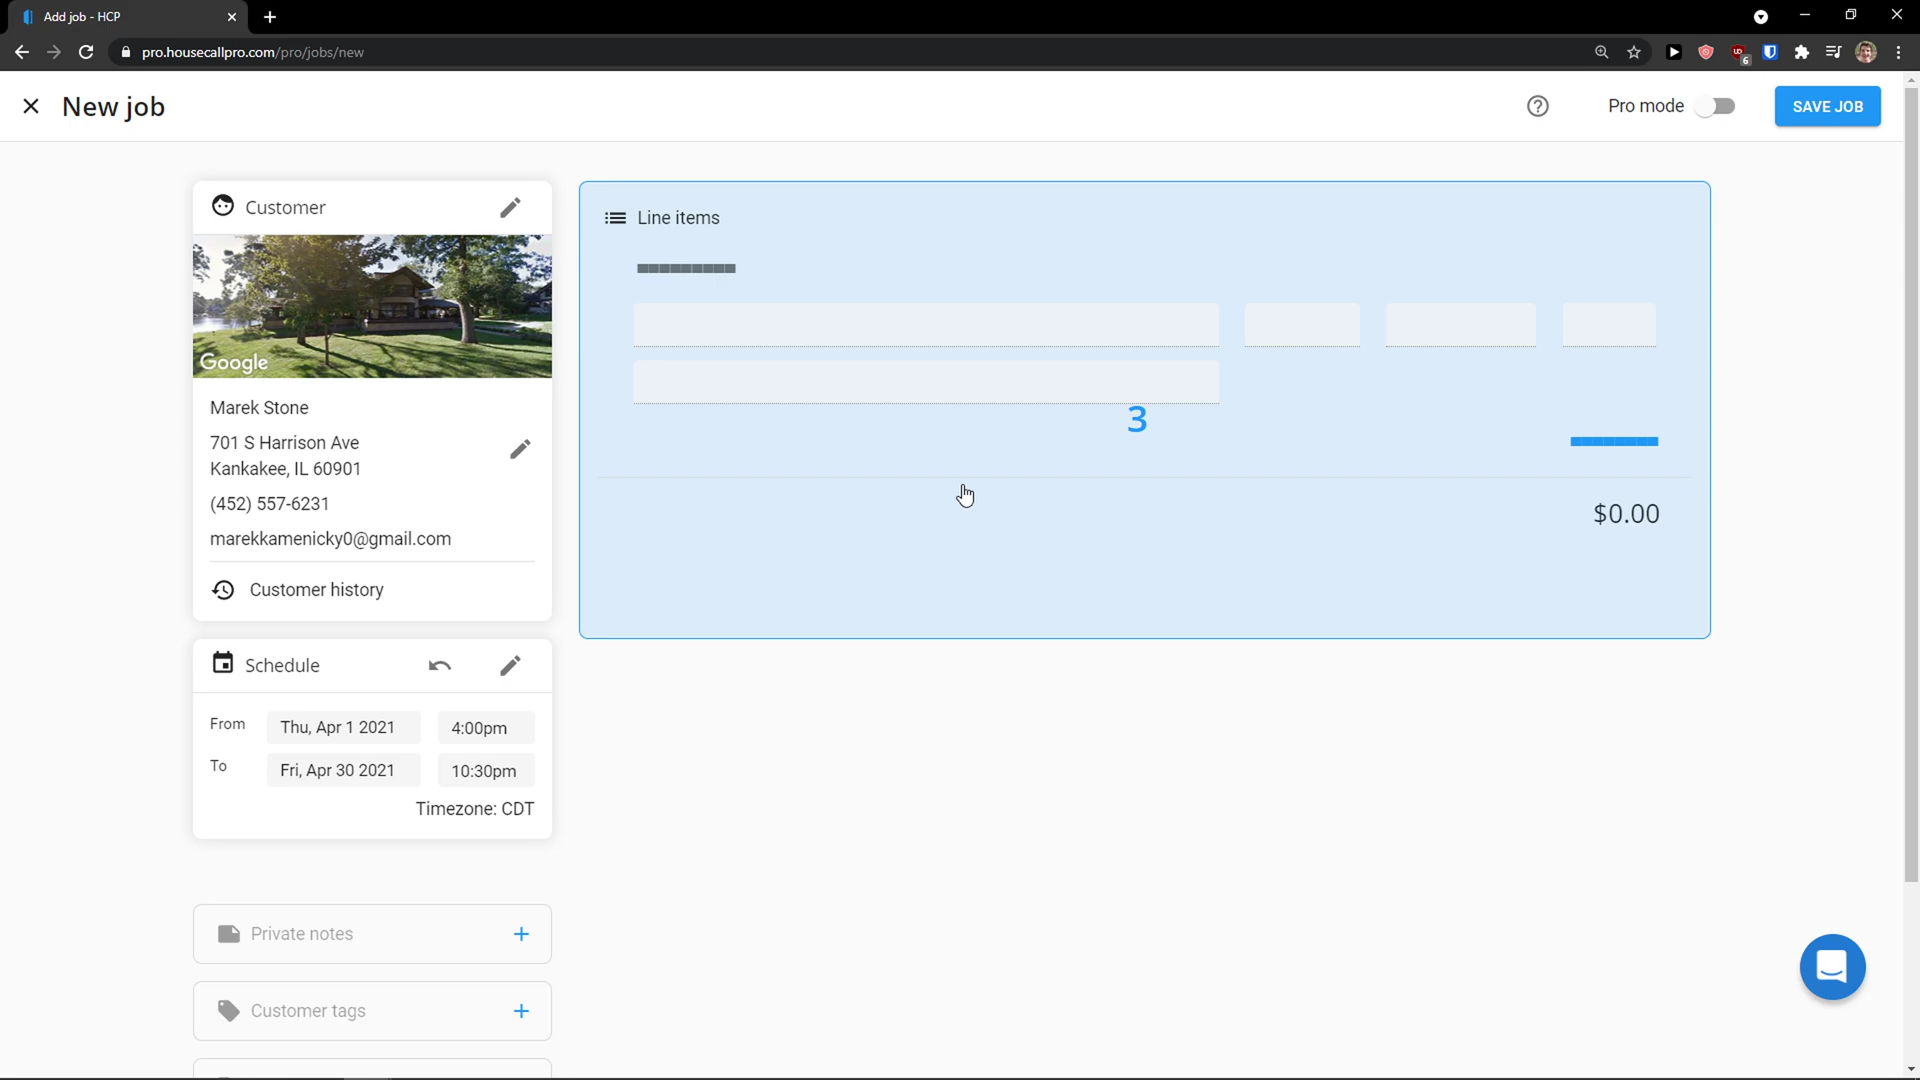 Add job - HCP
pro.housecallpro.com/pro/jobs/new
6
New job
Pro mode
SAVE JOB
Customer
Google
Marek Stone
701 S Harrison Ave
Kankakee, IL 60901
(452) 557-6231
marekkamenicky0@gmail.com
Customer history
Schedule
From
Thu, Apr 1 2021
4:00pm
To
Fri, Apr 30 2021
10:30pm
Timezone: CDT
Private notes
Customer tags
Line items
3
$0.00